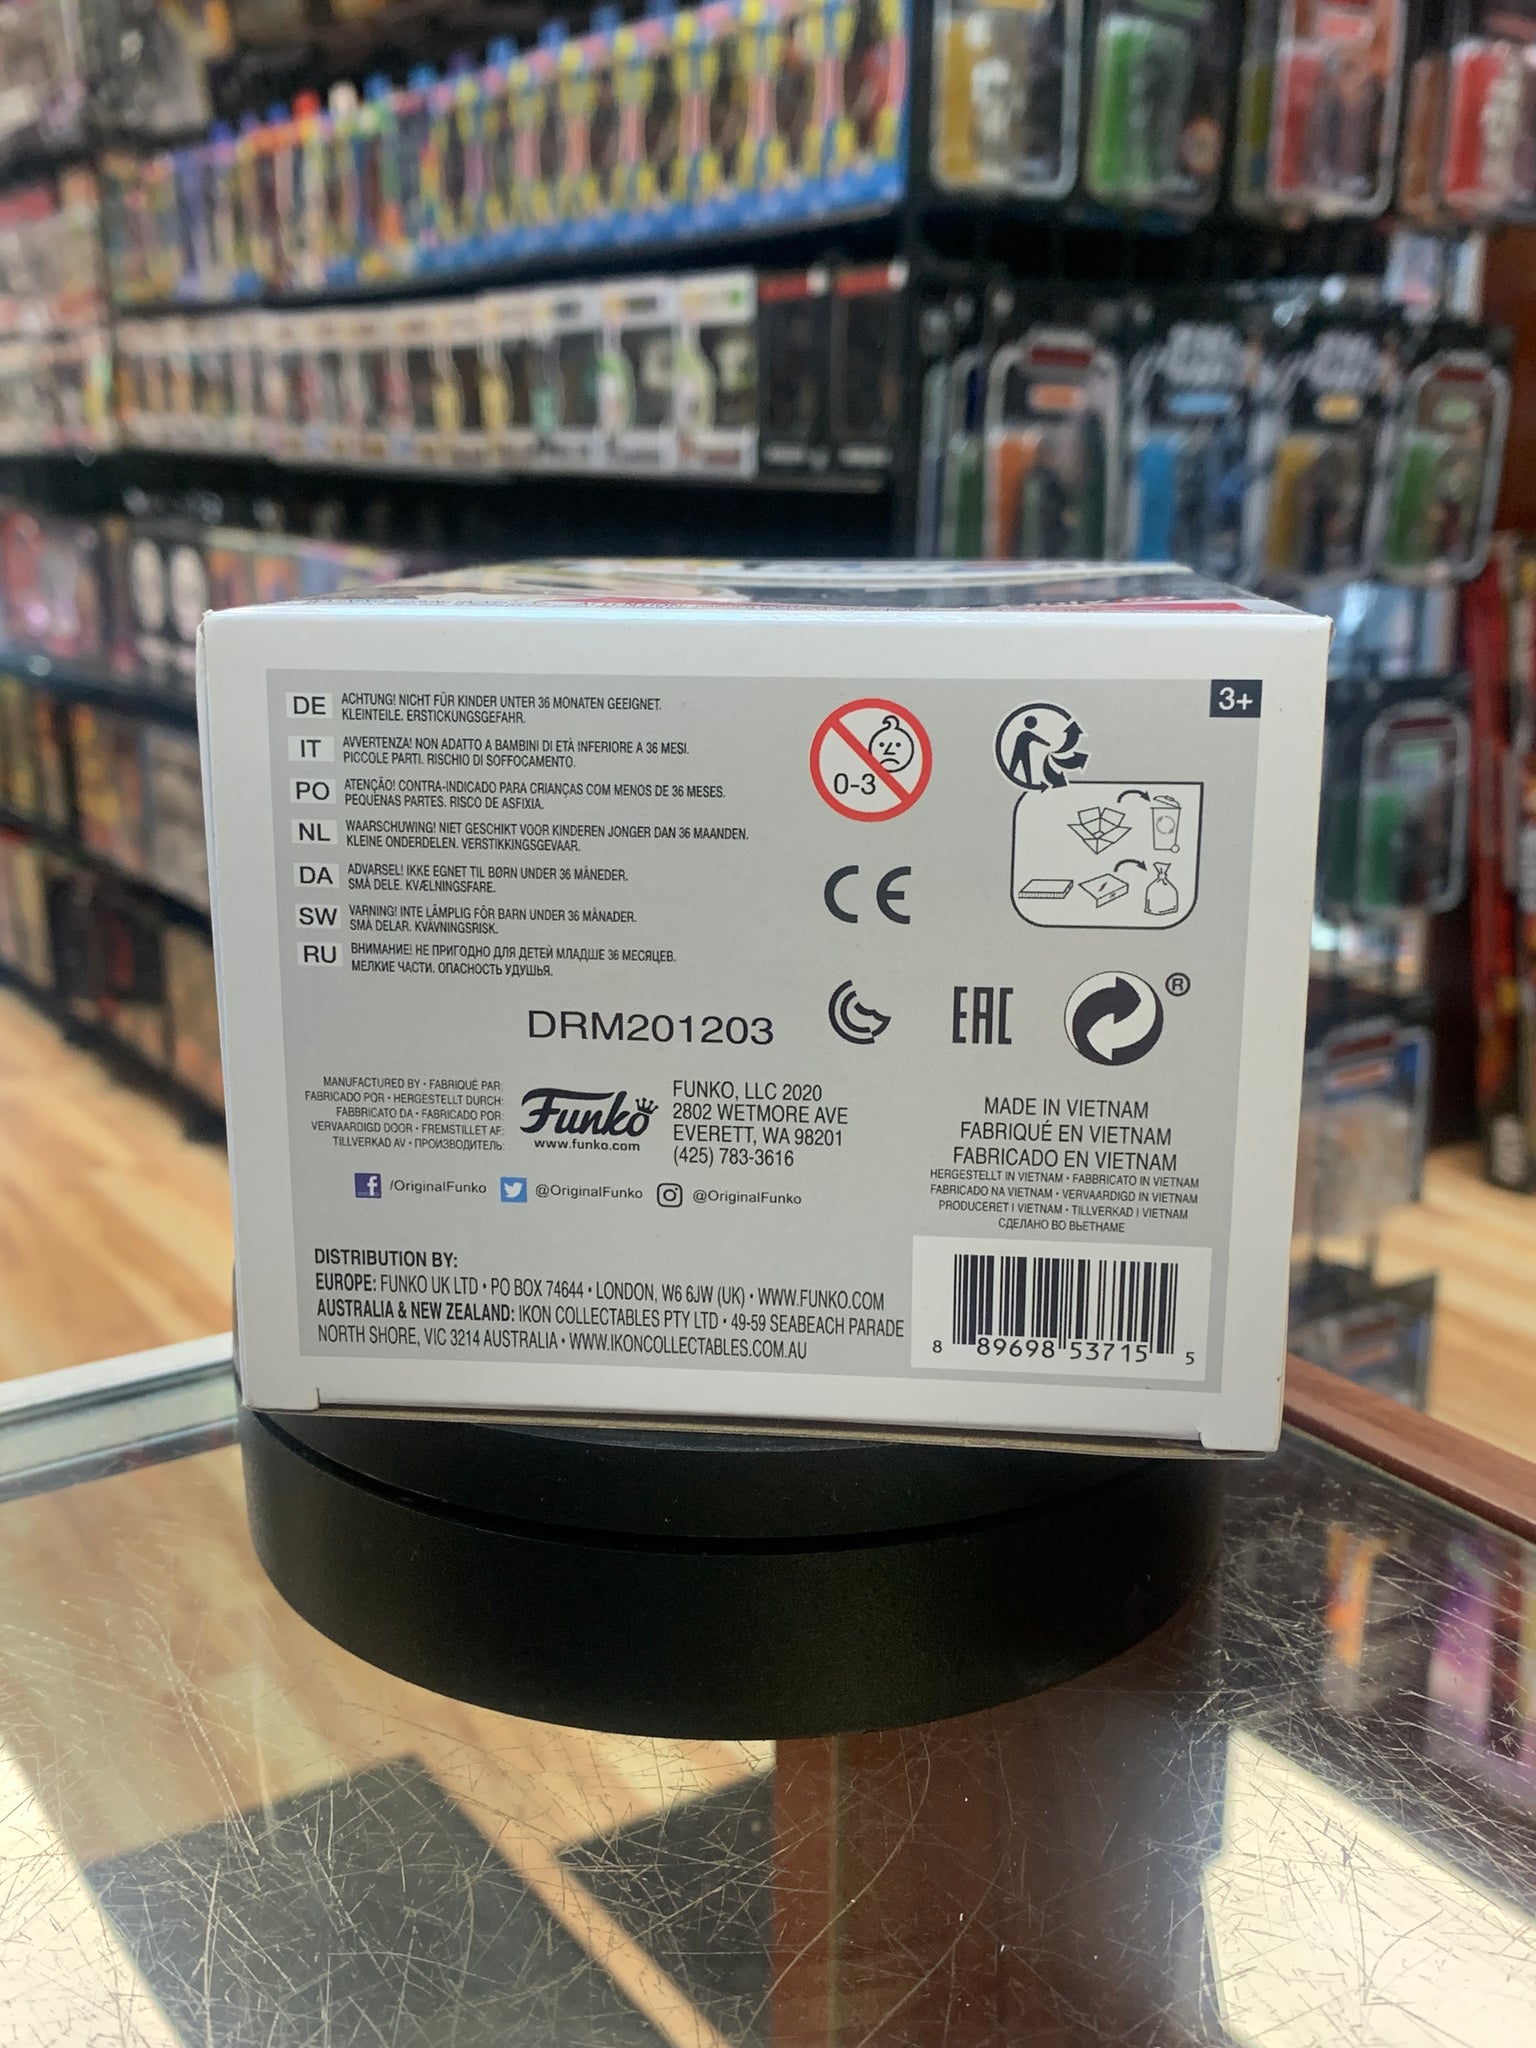 3+
DE ACHTUNG! NICHT FÜR KINDER UNTER 36 MONATEN GEEIGNET.
KLEINTEILE. ERSTICKUNGSGEFAHR.
IT AVVERTENZA! NON ADATTO A BAMBINI DI ETÀ INFERIORE A 36 MESI.
PICCOLE PARTI. RISCHIO DI SOFFOCAMENTO.
PO ATENÇÃO! CONTRA-INDICADO PARA CRIANÇAS COM MENOS DE 36 MESES.
PEQUENAS PARTES. RISCO DE ASFIXIA.
NL WAARSCHUWING! NIET GESCHIKT VOOR KINDEREN JONGER DAN 36 MAANDEN.
KLEINE ONDERDELEN. VERSTIKKINGSGEVAAR.
DA ADVARSEL! IKKE EGNET TIL BØRN UNDER 36 MÅNEDER.
SMÅ DELE. KVÆLNINGSFARE.
SW VARNING! INTE LÄMPLIG FÖR BARN UNDER 36 MÅNADER.
SMÅ DELAR. KVÄVNINGSRISK.
RU ВНИМАНИЕ! НЕ ПРИГОДНО ДЛЯ ДЕТЕЙ МЛАДШЕ 36 МЕСЯЦЕВ.
МЕЛКИЕ ЧАСТИ. ОПАСНОСТЬ УДУШЬЯ.
0-3
CE
EAC
®
DRM201203
MANUFACTURED BY • FABRIQUÉ PAR:
FABRICADO POR • HERGESTELLT DURCH:
FABBRICATO DA • FABRICADO POR:
VERVAARDIGD DOOR • FREMSTILLET AF:
TILLVERKAD AV • ПРОИЗВОДИТЕЛЬ:
Funko
www.funko.com
FUNKO, LLC 2020
2802 WETMORE AVE
EVERETT, WA 98201
(425) 783-3616
/OriginalFunko @OriginalFunko @OriginalFunko
MADE IN VIETNAM
FABRIQUÉ EN VIETNAM
FABRICADO EN VIETNAM
HERGESTELLT IN VIETNAM • FABBRICATO IN VIETNAM
FABRICADO NA VIETNAM • VERVAARDIGD IN VIETNAM
PRODUCERET I VIETNAM • TILLVERKAD I VIETNAM
СДЕЛАНО ВО ВЬЕТНАМЕ
DISTRIBUTION BY:
EUROPE: FUNKO UK LTD • PO BOX 74644 • LONDON, W6 6JW (UK) • WWW.FUNKO.COM
AUSTRALIA & NEW ZEALAND: IKON COLLECTABLES PTY LTD • 49-59 SEABEACH PARADE
NORTH SHORE, VIC 3214 AUSTRALIA • WWW.IKONCOLLECTABLES.COM.AU
8 89698 53715 5